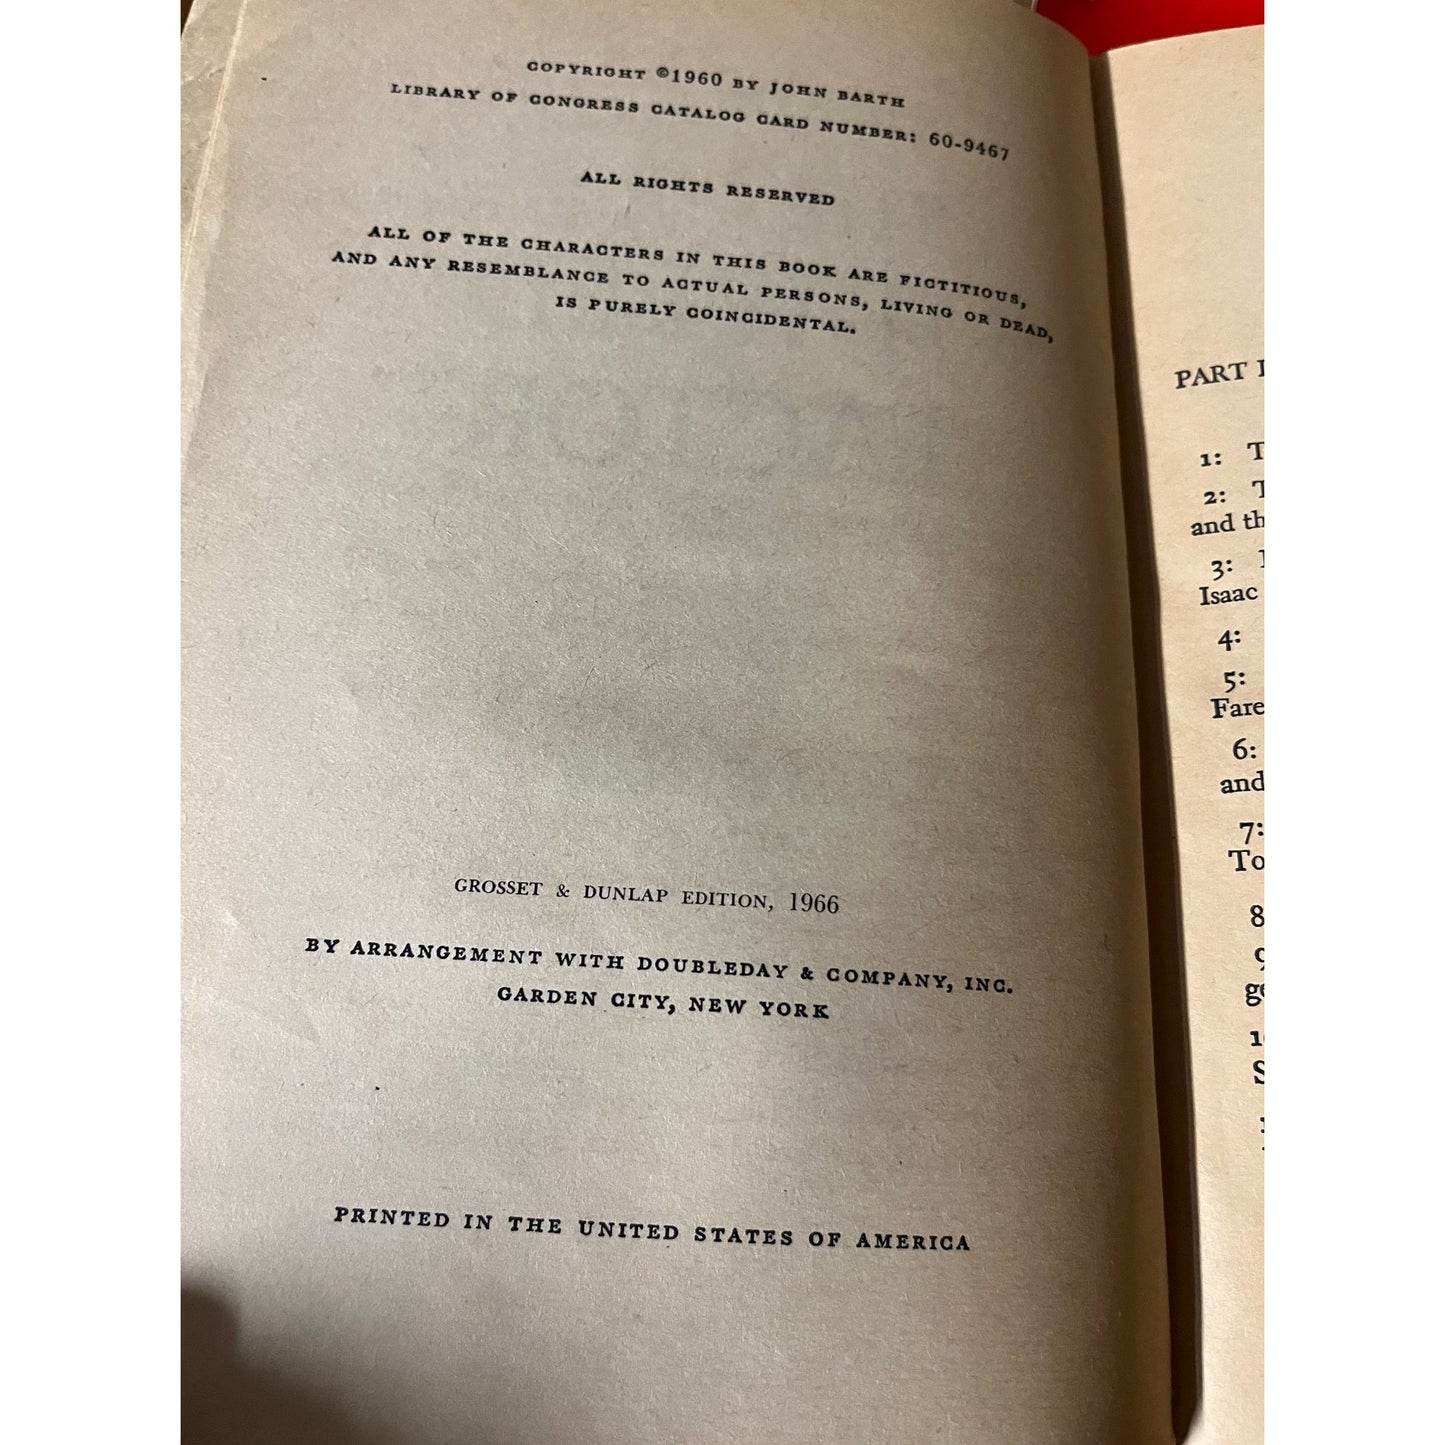 COPYRIGHT ©1960 BY JOHN BARTH
LIBRARY OF CONGRESS CATALOG CARD NUMBER: 60-9467
ALL RIGHTS RESERVED
ALL OF THE CHARACTERS IN THIS BOOK ARE FICTITIOUS,
AND ANY RESEMBLANCE TO ACTUAL PERSONS, LIVING OR DEAD,
IS PURELY COINCIDENTAL.
GROSSET & DUNLAP EDITION, 1966
BY ARRANGEMENT WITH DOUBLEDAY & COMPANY, INC.
GARDEN CITY, NEW YORK
PRINTED IN THE UNITED STATES OF AMERICA
PART
1:
2:
and
3:
Isaac
4:
5:
6:
and
7:
8